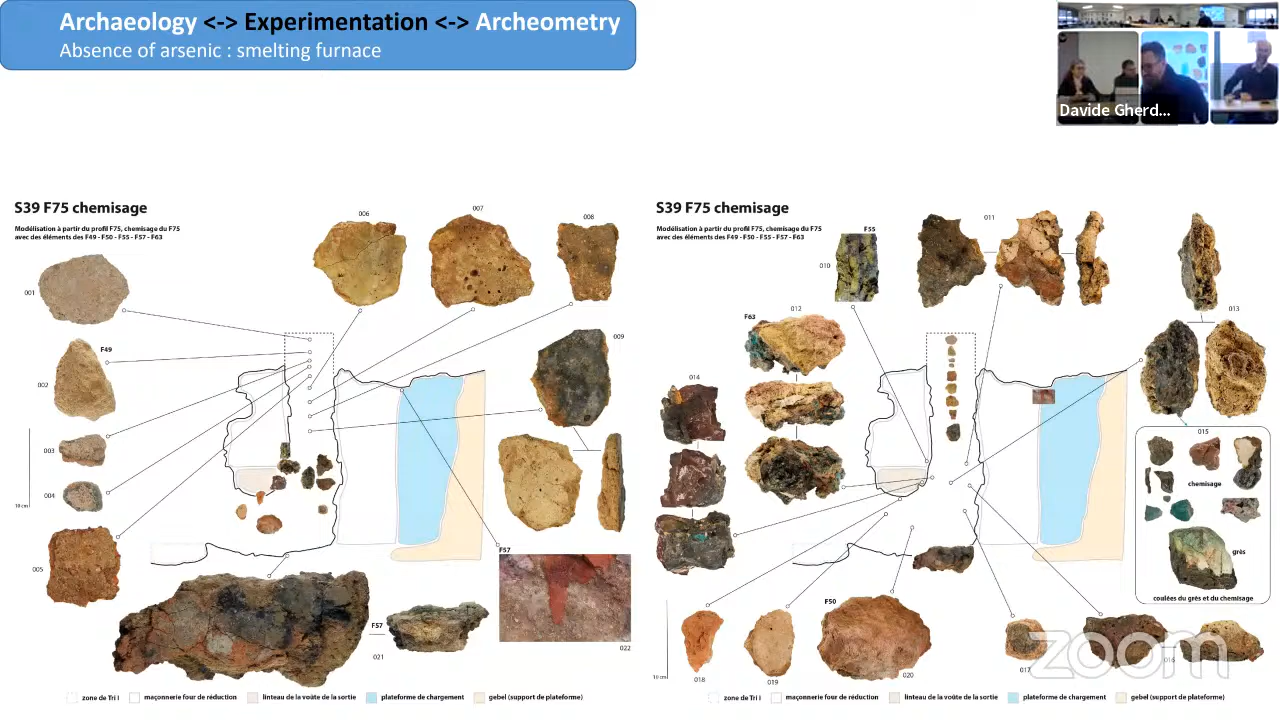 Archaeology <-> Experimentation <-> Archeometry
Absence of arsenic : smelting furnace
Davide Gherd...
S39 F75 chemisage
Modélisation à partir du profil F75, chemisage du F75
avec des éléments des F49 - F50 - F55 - F57 - F63
006
007
008
001
F49
002
009
003
004
10 cm
005
F57
F57
021
022
zone de Tri I
maçonnerie four de réduction
linteau de la voûte de la sortie
plateforme de chargement
gebel (support de plateforme)
S39 F75 chemisage
Modélisation à partir du profil F75, chemisage du F75
avec des éléments des F49 - F50 - F55 - F57 - F63
F55
010
011
F63
012
013
014
015
chemisage
grès
coulées du grès et du chemisage
F50
10 cm
018
019
020
017
016
zoom
zone de Tri I
maçonnerie four de réduction
linteau de la voûte de la sortie
plateforme de chargement
gebel (support de plateforme)